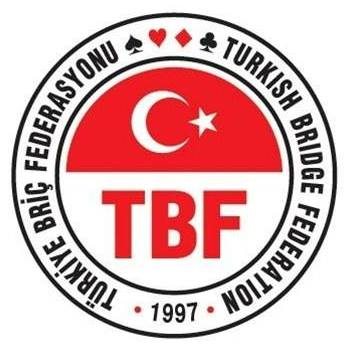 TÜRKİYE BRİÇ FEDERASYONU ♠♥♦♣ TURKISH BRIDGE FEDERATION
TBF
• 1997 •